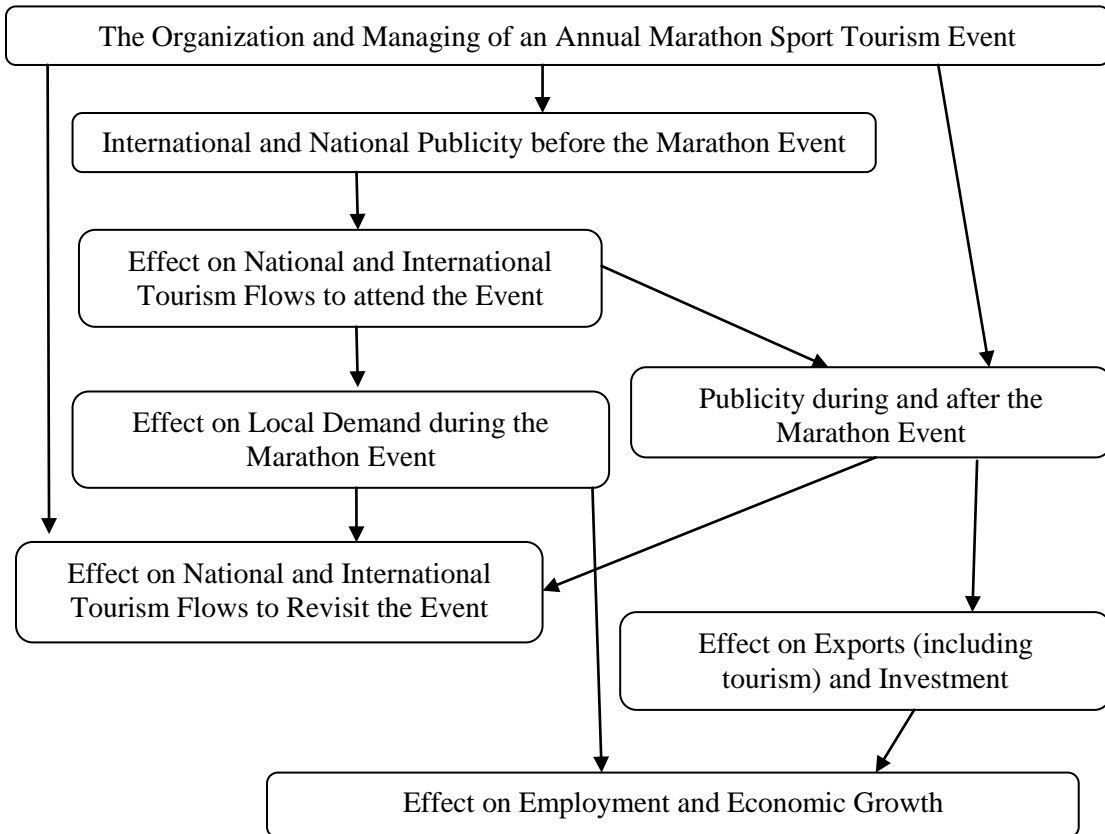 The Organization and Managing of an Annual Marathon Sport Tourism Event
International and National Publicity before the Marathon Event
Effect on National and International
Tourism Flows to attend the Event
Effect on Local Demand during the
Marathon Event
Publicity during and after the
Marathon Event
Effect on National and International
Tourism Flows to Revisit the Event
Effect on Exports (including
tourism) and Investment
Effect on Employment and Economic Growth